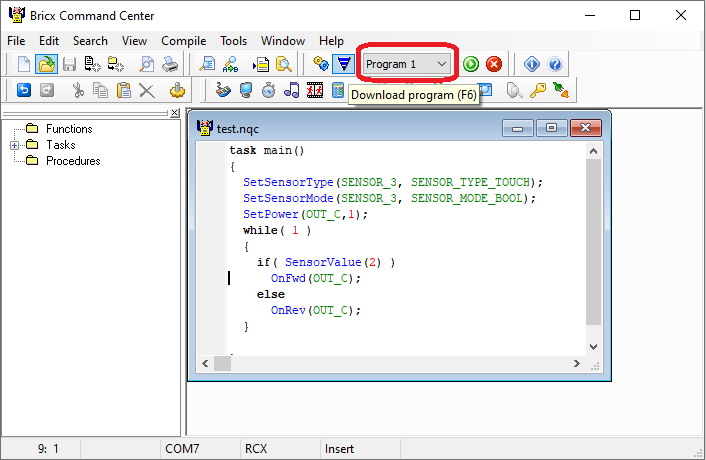 Bricx Command Center
File Edit Search View Compile Tools Window Help
Program 1
Download program (F6)
Functions
Tasks
Procedures
test.nqc
task main()
{
SetSensorType(SENSOR_3, SENSOR_TYPE_TOUCH);
SetSensorMode(SENSOR_3, SENSOR_MODE_BOOL);
SetPower(OUT_C,1);
while( 1 )
{
if( SensorValue(2) )
OnFwd(OUT_C);
else
OnRev(OUT_C);
}
9: 1 COM7 RCX Insert